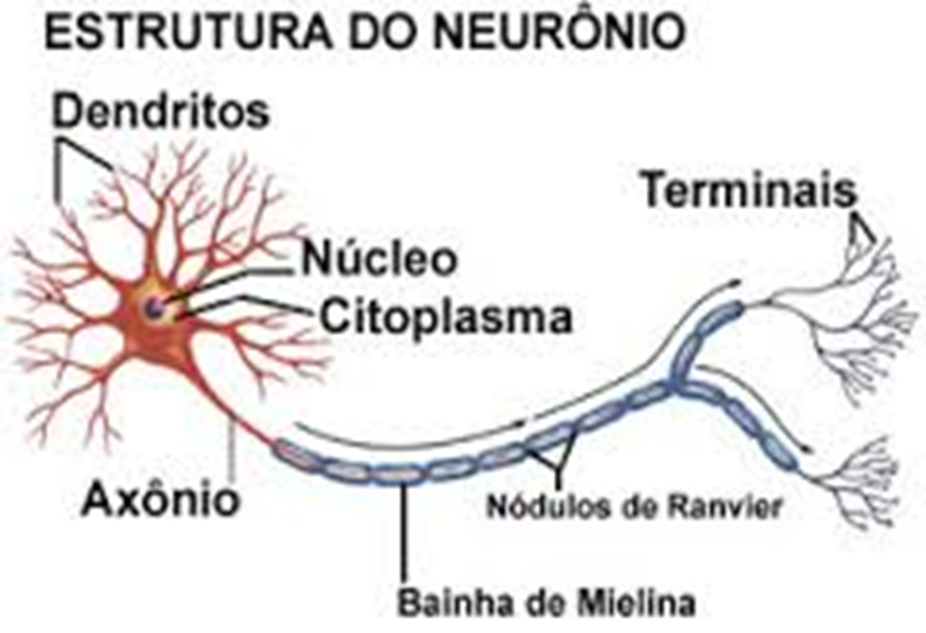 ESTRUTURA DO NEURÔNIO
Dendritos
Terminais
Núcleo
Citoplasma
Axônio
Nódulos de Ranvier
Bainha de Mielina